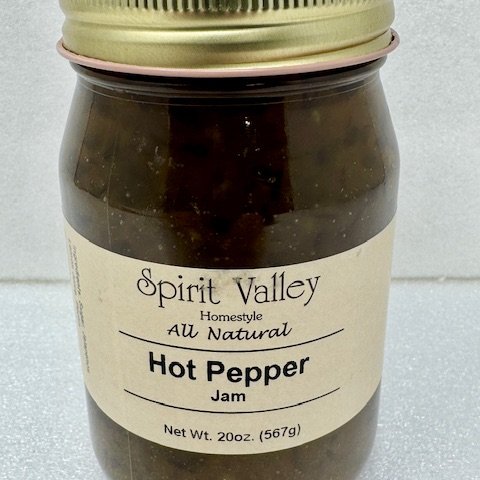 Spirit Valley
Homestyle
All Natural
Hot Pepper
Jam
Net Wt. 20oz. (567g)